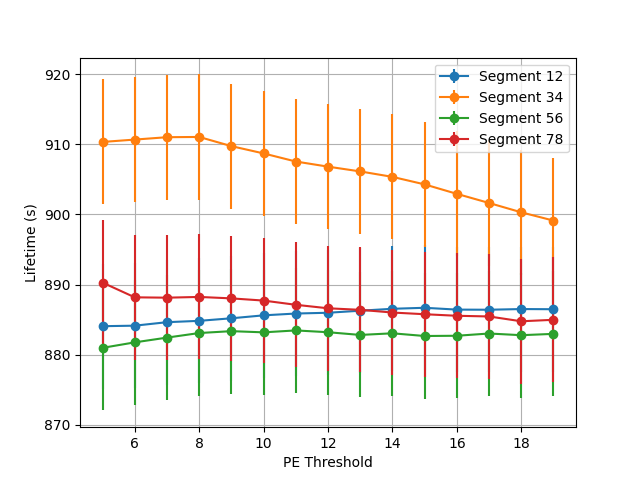 920
910
900
890
880
870
Lifetime (s)
6 8 10 12 14 16 18
PE Threshold
Segment 12
Segment 34
Segment 56
Segment 78